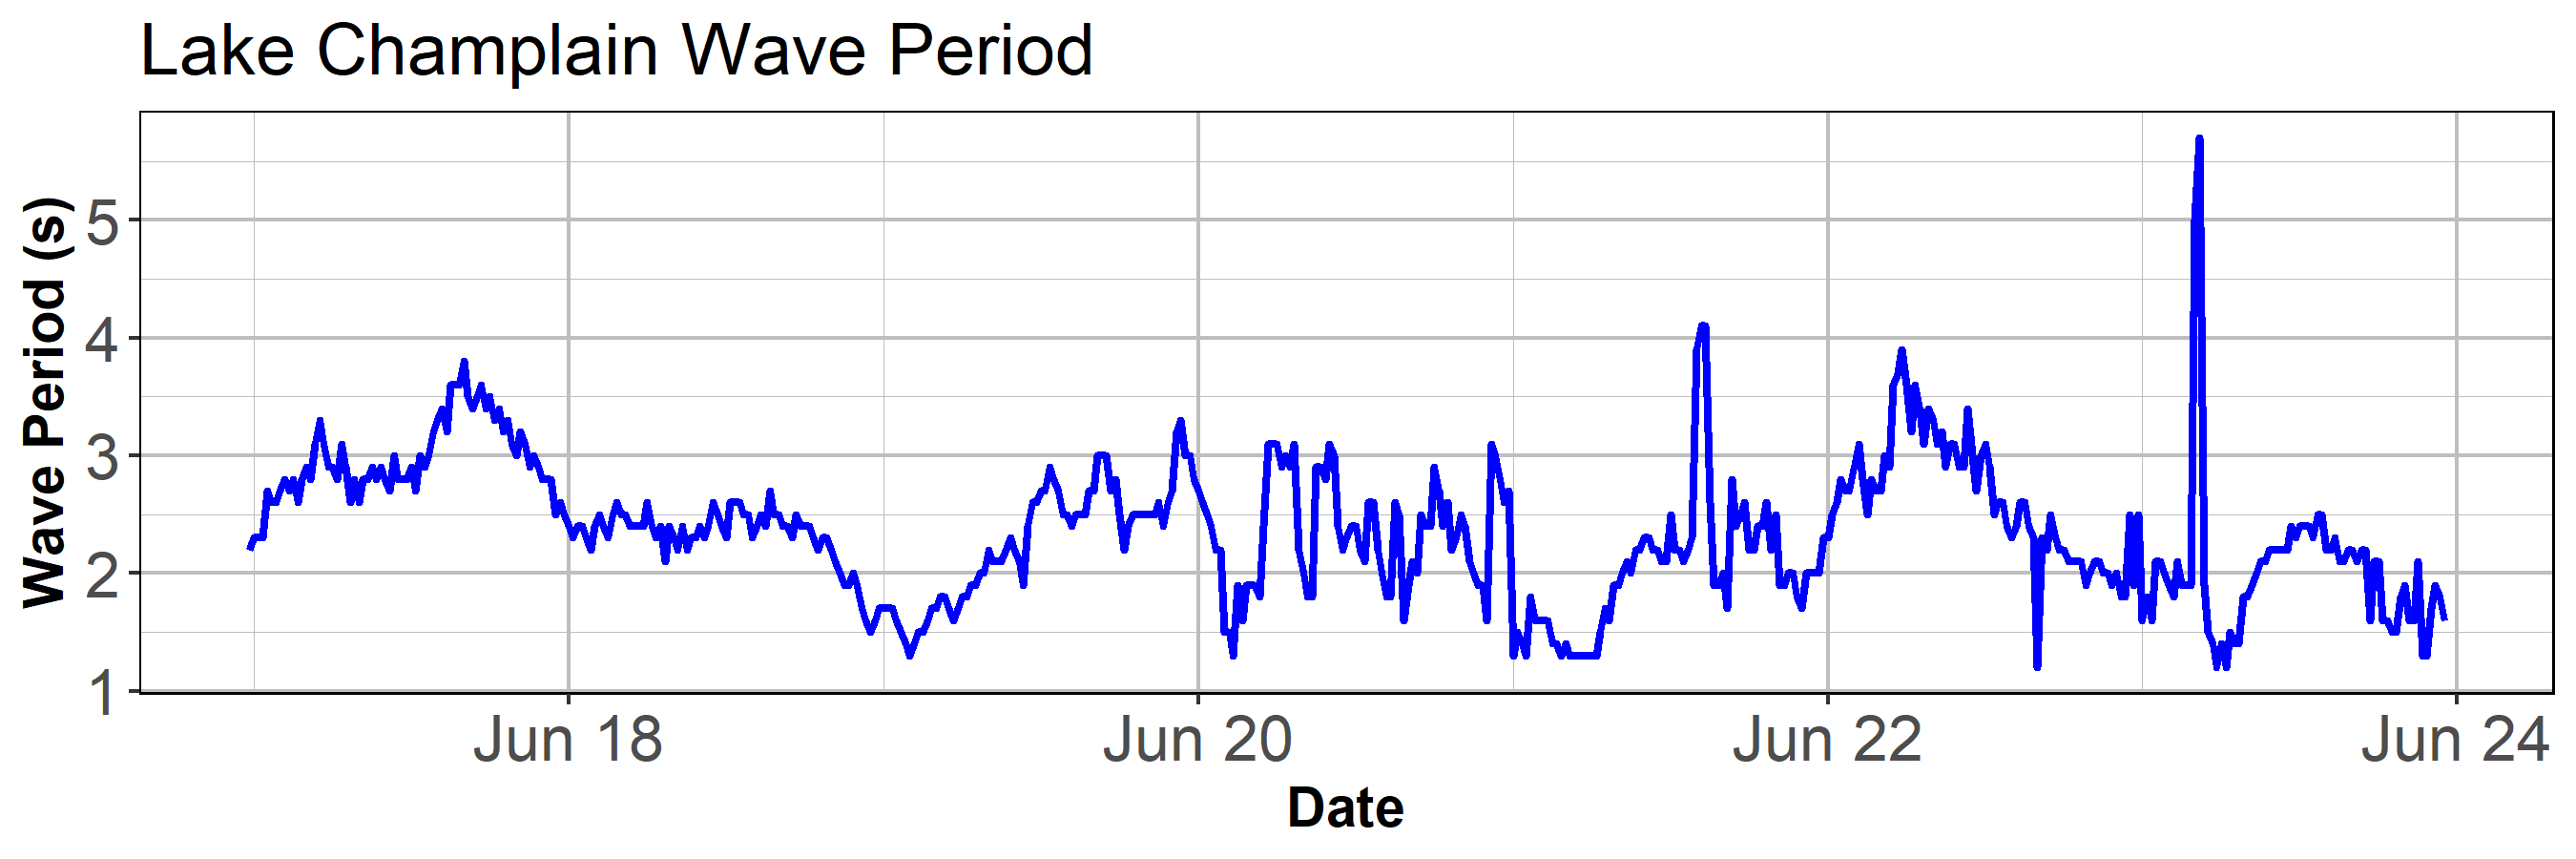 Lake Champlain Wave Period
Wave Period (s)
5
4
3
2
1
Jun 18
Jun 20
Jun 22
Jun 24
Date